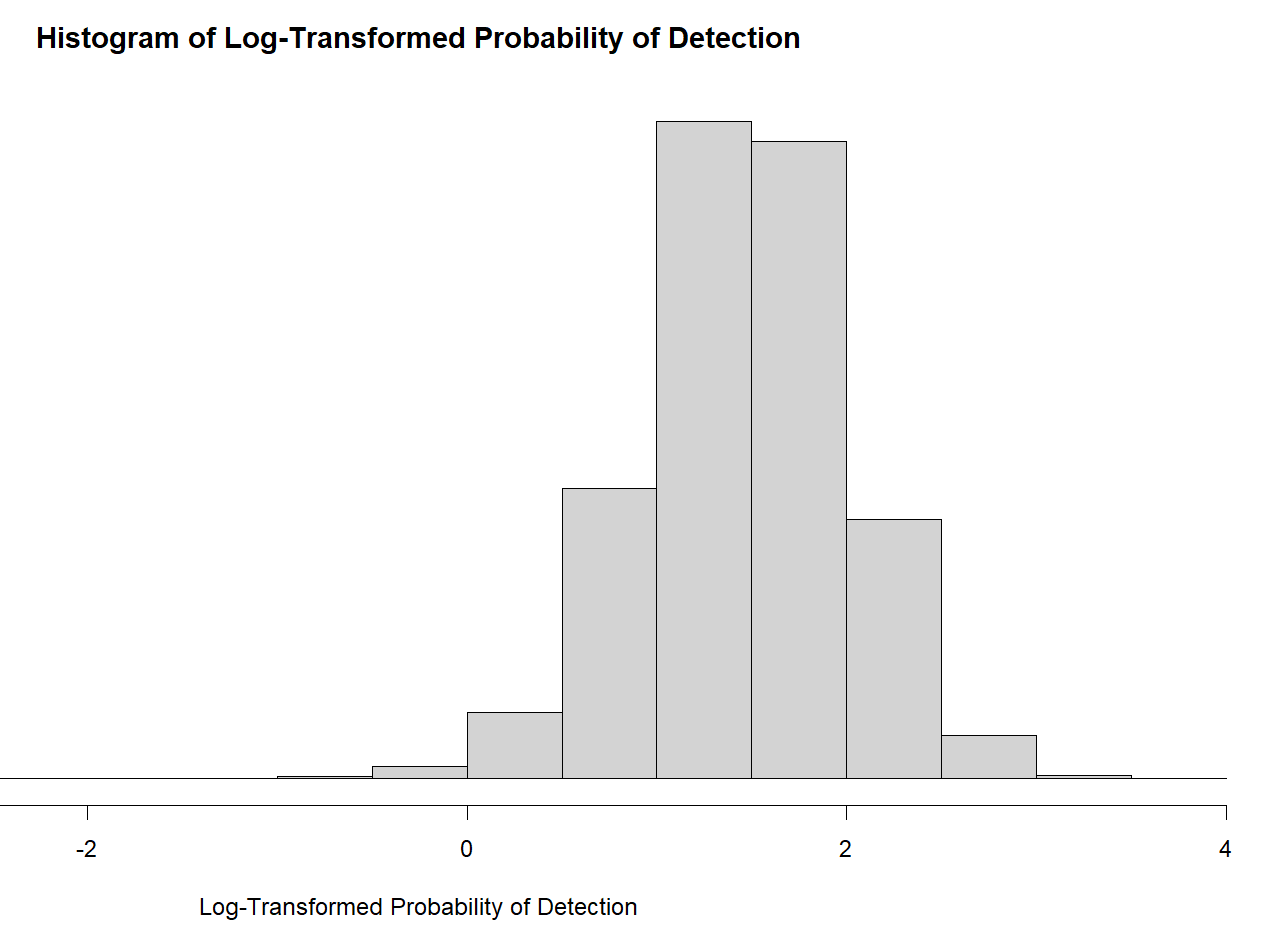 Histogram of Log-Transformed Probability of Detection
-2 0 2 4
Log-Transformed Probability of Detection